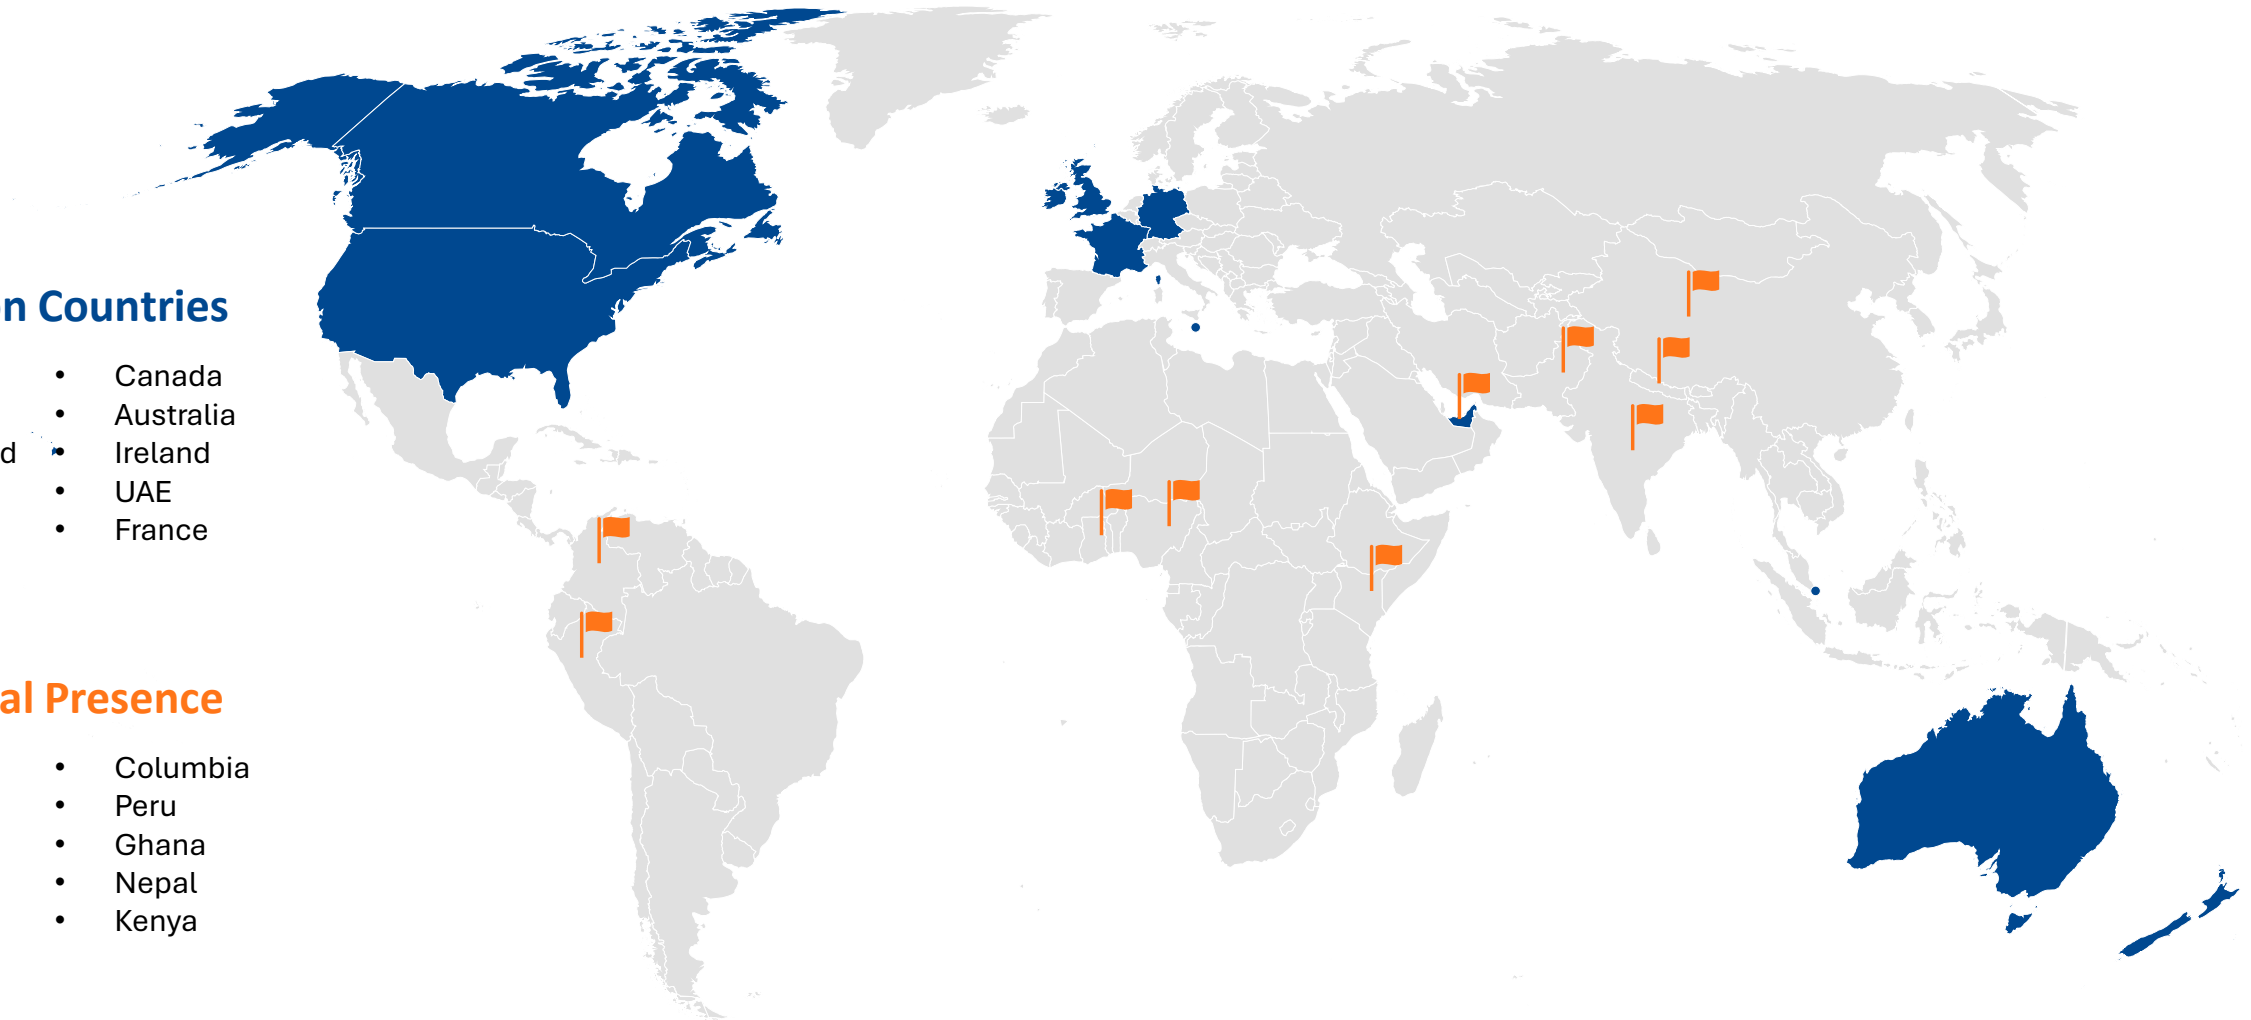 n Countries
• Canada
• Australia
d • Ireland
• UAE
• France
al Presence
• Columbia
• Peru
• Ghana
• Nepal
• Kenya